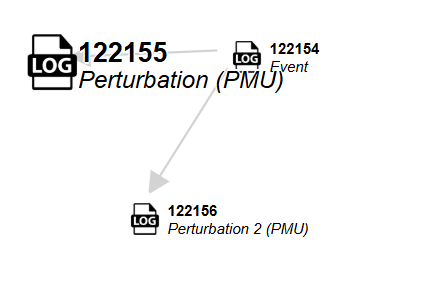 LOG
122155
Perturbation (PMU)
LOG
122154
Event
LOG
122156
Perturbation 2 (PMU)